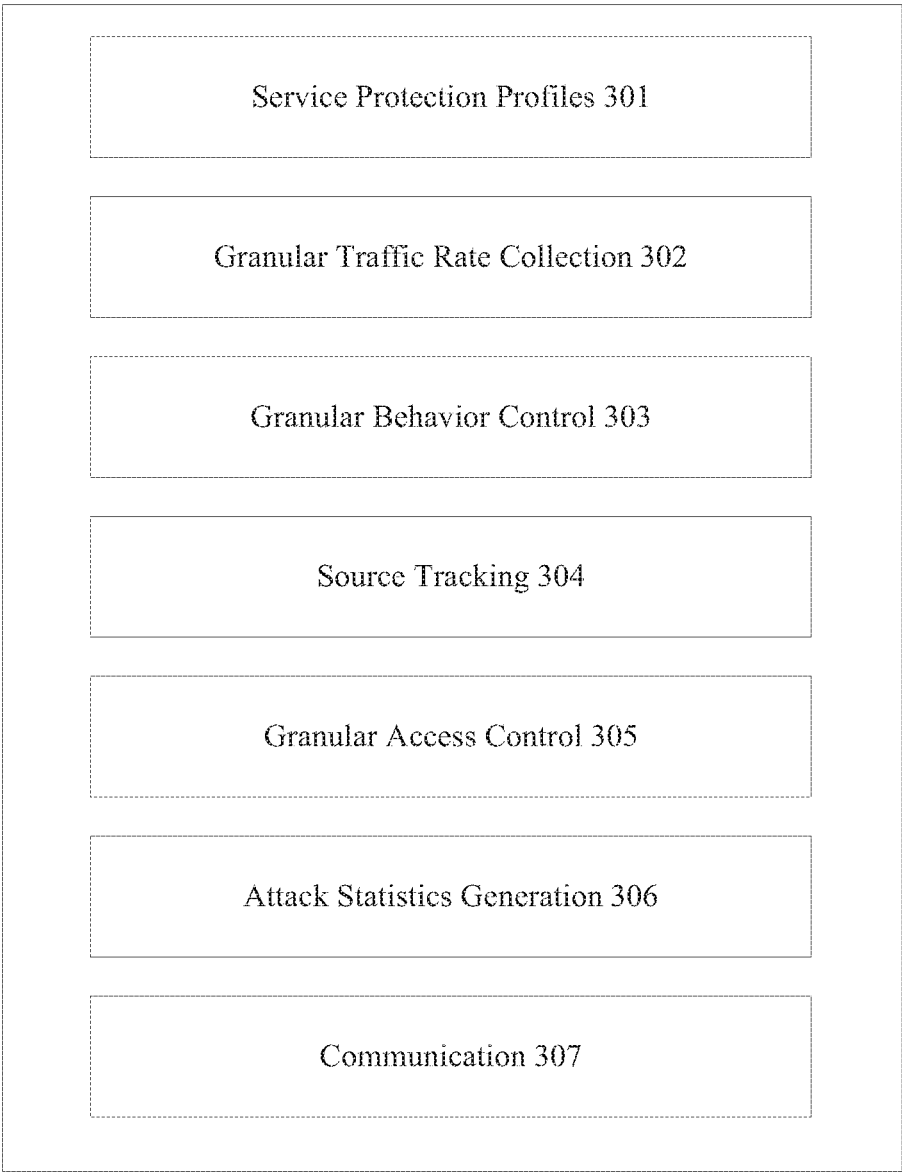 Service Protection Profiles 301
Granular Traffic Rate Collection 302
Granular Behavior Control 303
Source Tracking 304
Granular Access Control 305
Attack Statistics Generation 306
Communication 307